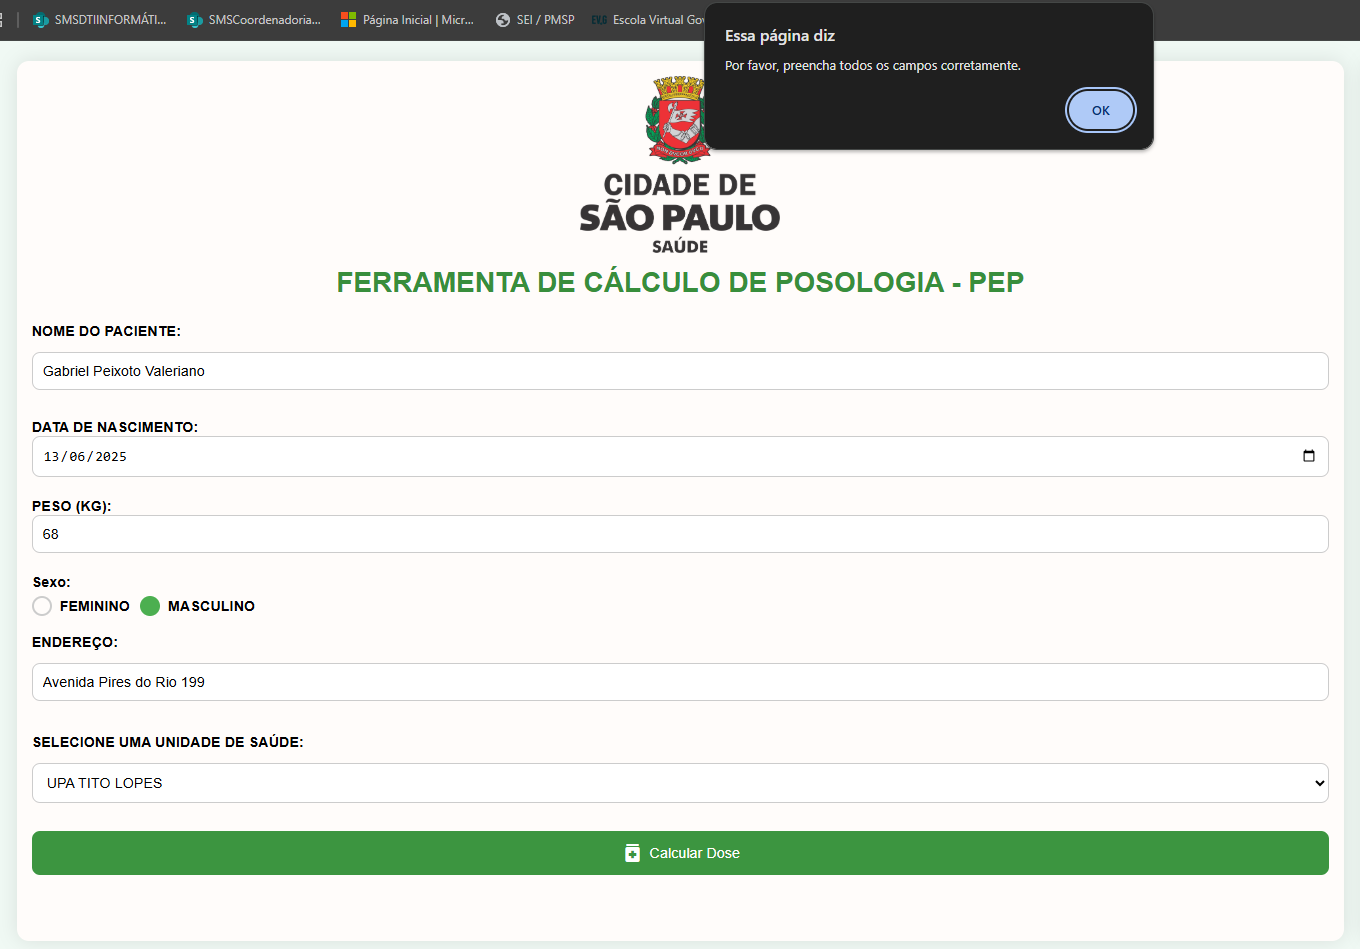 SMSDTIINFORMÁTI...
SMSCoordenadoria...
Página Inicial | Micr...
SEI / PMSP
Escola Virtual Gov
Essa página diz
Por favor, preencha todos os campos corretamente.
OK
CIDADE DE
SÃO PAULO
SAÚDE
FERRAMENTA DE CÁLCULO DE POSOLOGIA - PEP
NOME DO PACIENTE:
Gabriel Peixoto Valeriano
DATA DE NASCIMENTO:
13/06/2025
PESO (KG):
68
Sexo:
FEMININO MASCULINO
ENDEREÇO:
Avenida Pires do Rio 199
SELECIONE UMA UNIDADE DE SAÚDE:
UPA TITO LOPES
Calcular Dose